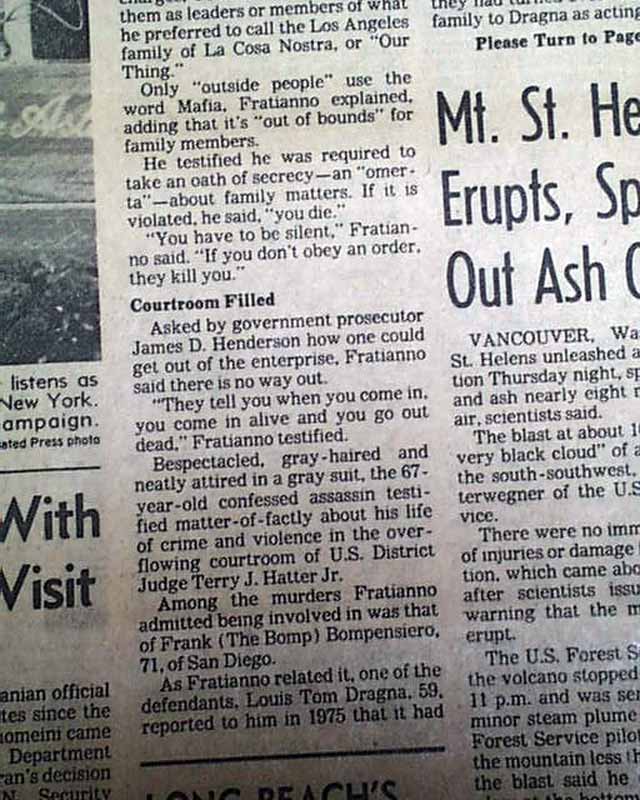 listens as
New York.
ampaign.
ated Press photo
With
Visit
anian official
tes since the
omeini came
Department
ran's decision
N. Security
them as leaders or members of what
he preferred to call the Los Angeles
family of La Cosa Nostra, or "Our
Thing."
Only "outside people" use the
word Mafia, Fratianno explained,
adding that it's "out of bounds" for
family members.
He testified he was required to
take an oath of secrecy—an "omer-
ta"—about family matters. If it is
violated, he said, "you die."
"You have to be silent," Fratian-
no said. "If you don't obey an order,
they kill you."
Courtroom Filled
Asked by government prosecutor
James D. Henderson how one could
get out of the enterprise, Fratianno
said there is no way out.
"They tell you when you come in,
you come in alive and you go out
dead," Fratianno testified.
Bespectacled, gray-haired and
neatly attired in a gray suit, the 67-
year-old confessed assassin testi-
fied matter-of-factly about his life
of crime and violence in the over-
flowing courtroom of U.S. District
Judge Terry J. Hatter Jr.
Among the murders Fratianno
admitted being involved in was that
of Frank (The Bomp) Bompensiero,
71, of San Diego.
As Fratianno related it, one of the
defendants, Louis Tom Dragna, 59,
reported to him in 1975 that it had
LONG BEACH'S
they had turned
family to Dragna as acting
Please Turn to Page
Mt. St. He
Erupts, Sp
Out Ash
VANCOUVER, Wa
St. Helens unleashed a
tion Thursday night, sp
and ash nearly eight
air, scientists said.
The blast at about 1
very black cloud" of a
the south-southwest,
terwegner of the U.S
vice.
There were no imm
of injuries or damage
tion, which came abo
after scientists issu
warning that the m
erupt.
The U.S. Forest S
the volcano stopped
11 p.m. and was se
minor steam plume
Forest Service pilot
the mountain less th
the blast said he
the bottom